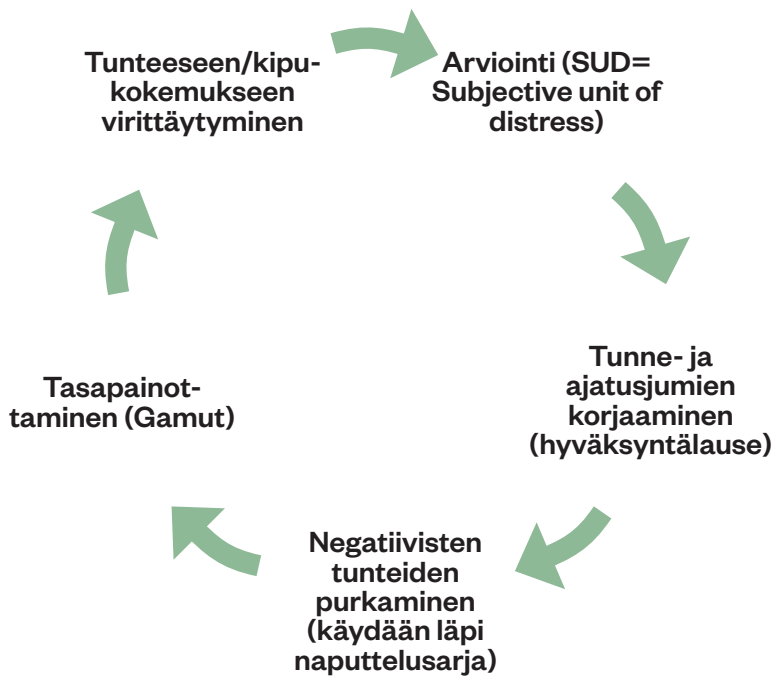 Tunteeseen/kipu-
kokemukseen
virittäytyminen
Arviointi (SUD=
Subjective unit of
distress)
Tunne- ja
ajatusjumien
korjaaminen
(hyväksyntälause)
Negatiivisten
tunteiden
purkaminen
(käydään läpi
naputtelusarja)
Tasapainot-
taminen (Gamut)